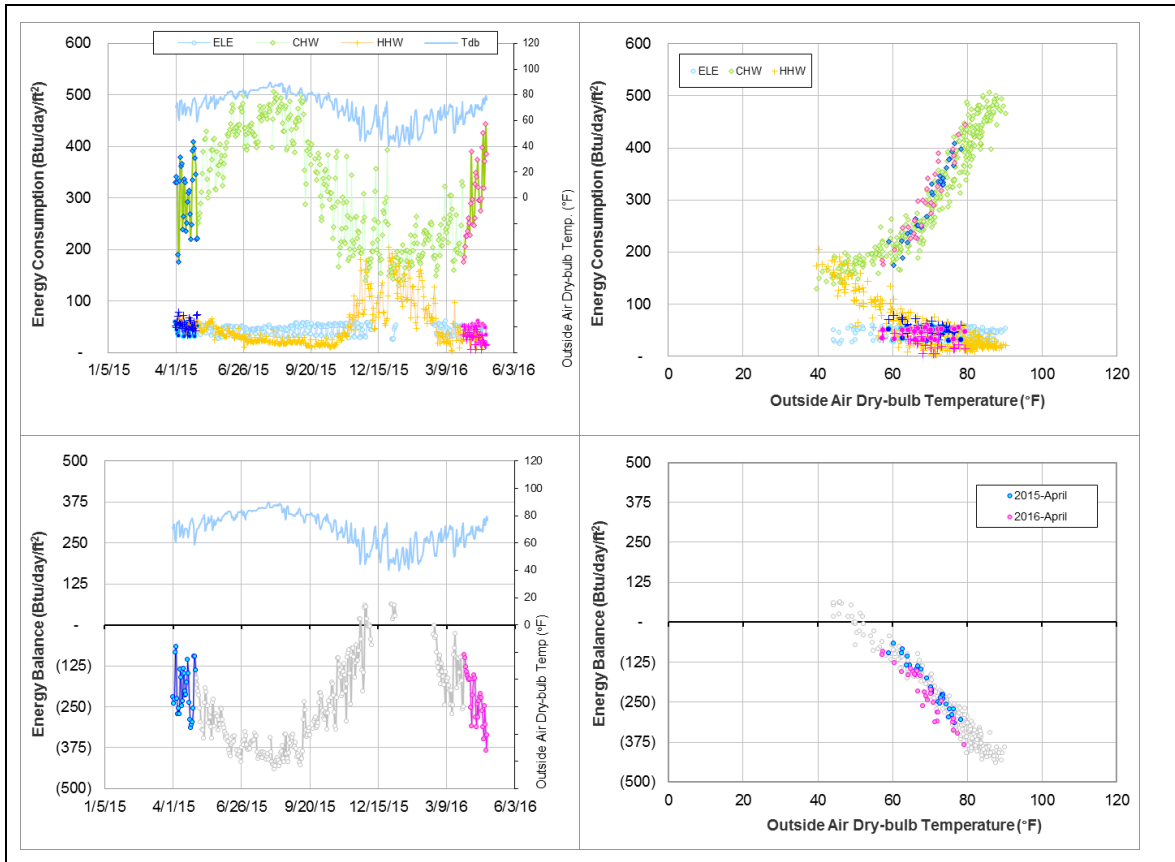 ELE CHW HHW Tdb
600
500
400
300
200
100
-
Energy Consumption (Btu/day/ft²)
120
100
80
60
40
20
0
Outside Air Dry-bulb Temp. (°F)
1/5/15 4/1/15 6/26/15 9/20/15 12/15/15 3/9/16 6/3/16
ELE CHW HHW
600
500
400
300
200
100
-
Energy Consumption (Btu/day/ft²)
0 20 40 60 80 100 120
Outside Air Dry-bulb Temperature (°F)
500
375
250
125
-
(125)
(250)
(375)
(500)
Energy Balance (Btu/day/ft²)
120
100
80
60
40
20
0
Outside Air Dry-bulb Temp (°F)
1/5/15 4/1/15 6/26/15 9/20/15 12/15/15 3/9/16 6/3/16
2015-April
2016-April
500
375
250
125
-
(125)
(250)
(375)
(500)
Energy Balance (Btu/day/ft²)
0 20 40 60 80 100 120
Outside Air Dry-bulb Temperature (°F)